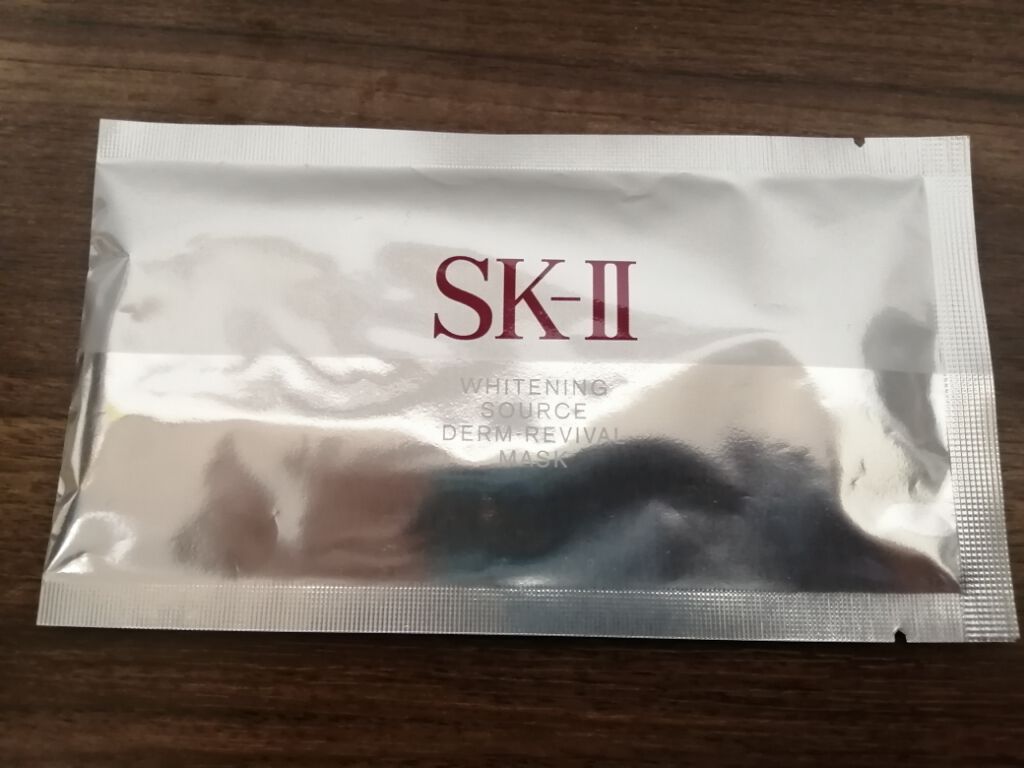 SK-II
WHITENING
SOURCE
DERM-REVIVAL
MASK